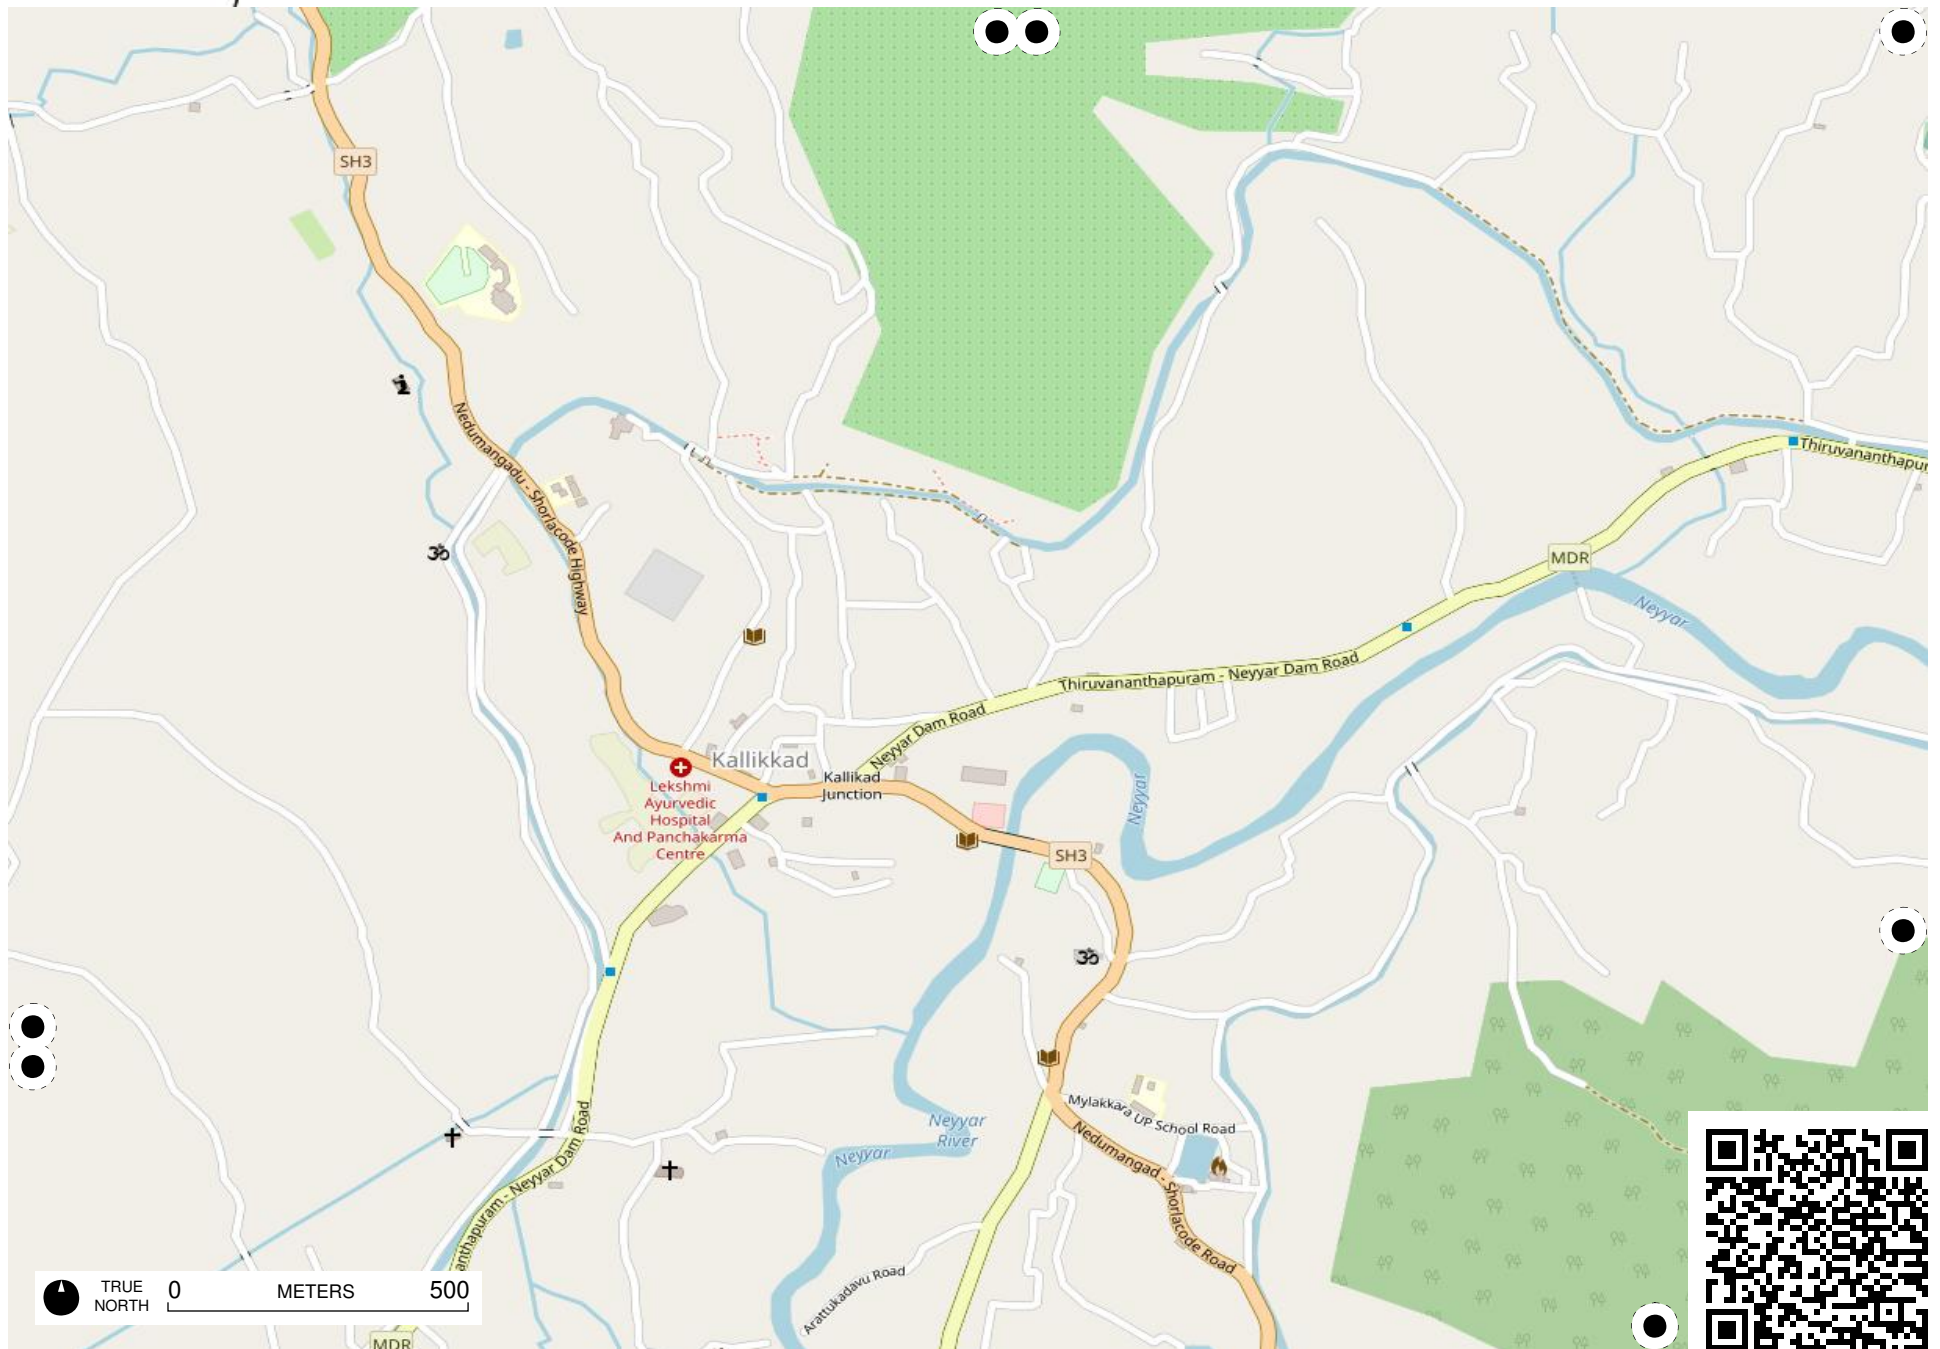 SH3
Nedumangadu - Shorlacode Highway
Thiruvananthapur
MDR
Neyyar
Thiruvananthapuram - Neyyar Dam Road
Neyyar Dam Road
Kallikkad
Kallikad
Junction
Lekshmi
Ayurvedic
Hospital
And Panchakarma
Centre
Neyyar
SH3
Mylakkara UP School Road
Neyyar
River
Neyyar
Nedumangad - Shorlacode Road
anthapuram - Neyyar Dam Road
Arattukadavu Road
TRUE
NORTH
0 METERS 500
MDR